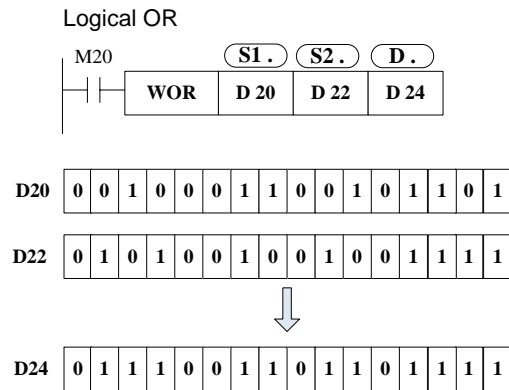 Logical OR
M20 S1 . S2 . D .
WOR D 20 D 22 D 24
D20 0 0 1 0 0 0 1 1 0 0 1 0 1 1 0 1
D22 0 1 0 1 0 0 1 0 0 1 0 0 1 1 1 1
D24 0 1 1 1 0 0 1 1 0 1 1 0 1 1 1 1